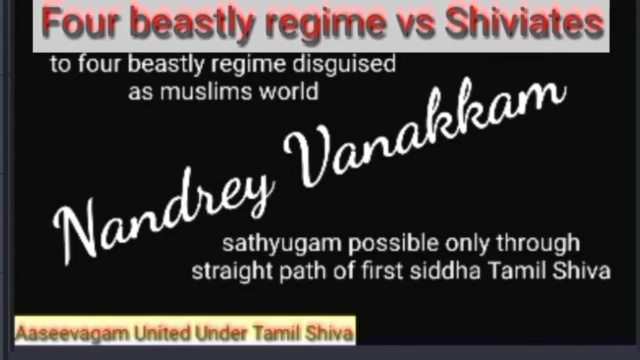 Four beastly regime vs Shiviates
to four beastly regime disguised
as muslims world
Nandrey Vanakkam
sathyugam possible only through
straight path of first siddha Tamil Shiva
Aaseevagam United Under Tamil Shiva